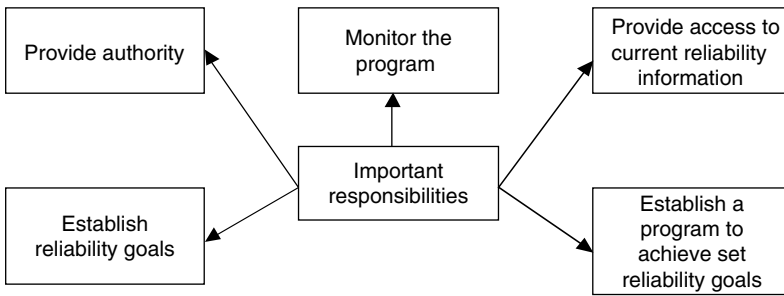 Provide authority
Monitor the
program
Provide access to
current reliability
information
Important
responsibilities
Establish
reliability goals
Establish a
program to
achieve set
reliability goals